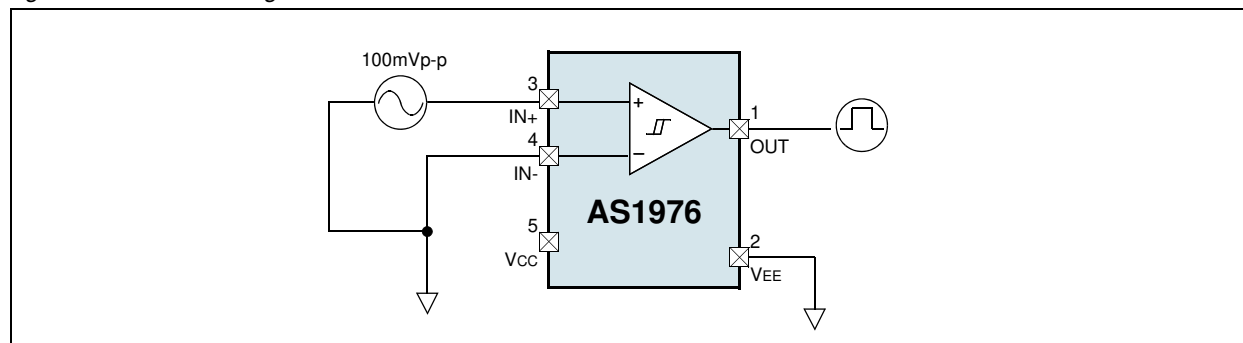 100mVp-p
3
IN+
4
IN-
5
VCC
+
−
AS1976
1
OUT
2
VEE